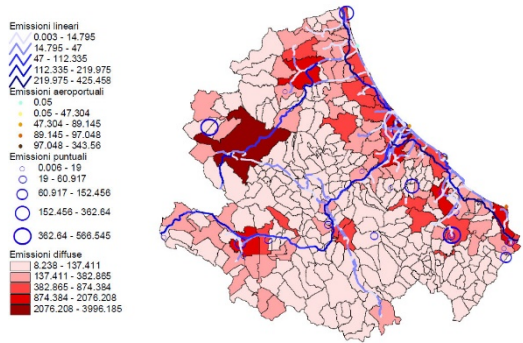 Emissioni lineari
0.003 - 14.795
14.795 - 47
47 - 112.335
112.335 - 219.975
219.975 - 425.458
Emissioni aeroportuali
0.05
0.05 - 47.304
47.304 - 89.145
89.145 - 97.048
97.048 - 343.56
Emissioni puntuali
0.006 - 19
19 - 60.917
60.917 - 152.456
152.456 - 362.64
362.64 - 566.545
Emissioni diffuse
8.238 - 137.411
137.411 - 382.865
382.865 - 874.384
874.384 - 2076.208
2076.208 - 3996.185